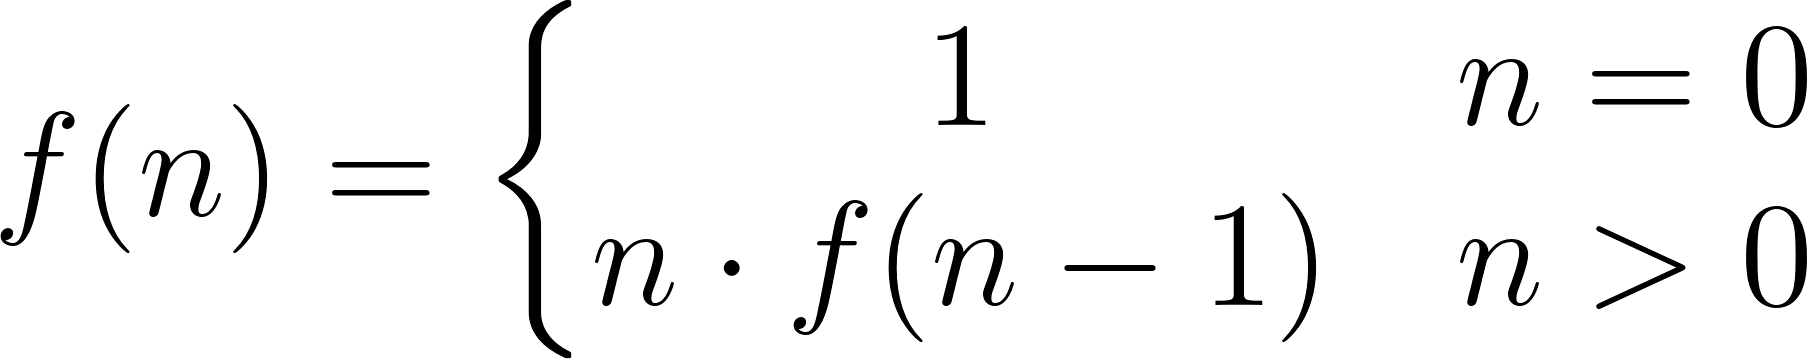 f(n) = { 1 n = 0
n · f(n − 1) n > 0